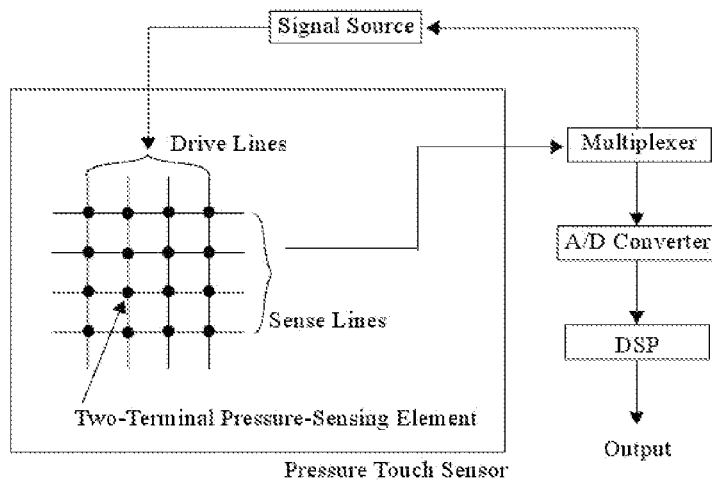 Signal Source
Drive Lines
Multiplexer
A/D Converter
Sense Lines
DSP
Two-Terminal Pressure-Sensing Element
Output
Pressure Touch Sensor